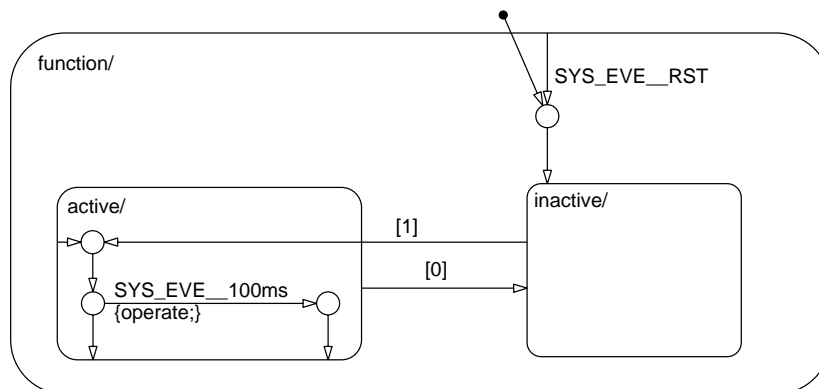 function/
SYS_EVE__RST
active/
inactive/
[1]
[0]
SYS_EVE__100ms
{operate;}